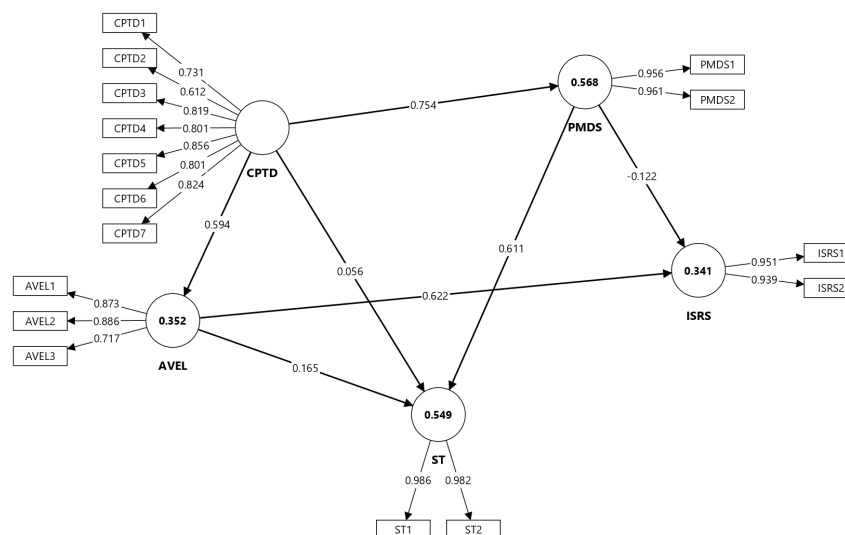 CPTD1
CPTD2
CPTD3
CPTD4
CPTD5
CPTD6
CPTD7
0.731
0.612
0.819
0.801
0.856
0.801
0.824
CPTD
0.754
0.568
PMDS
0.956
0.961
PMDS1
PMDS2
0.594
0.056
0.611
-0.122
0.341
ISRS
0.951
0.939
ISRS1
ISRS2
AVEL1
AVEL2
AVEL3
0.873
0.886
0.717
0.352
AVEL
0.622
0.165
0.549
ST
0.986
0.982
ST1
ST2